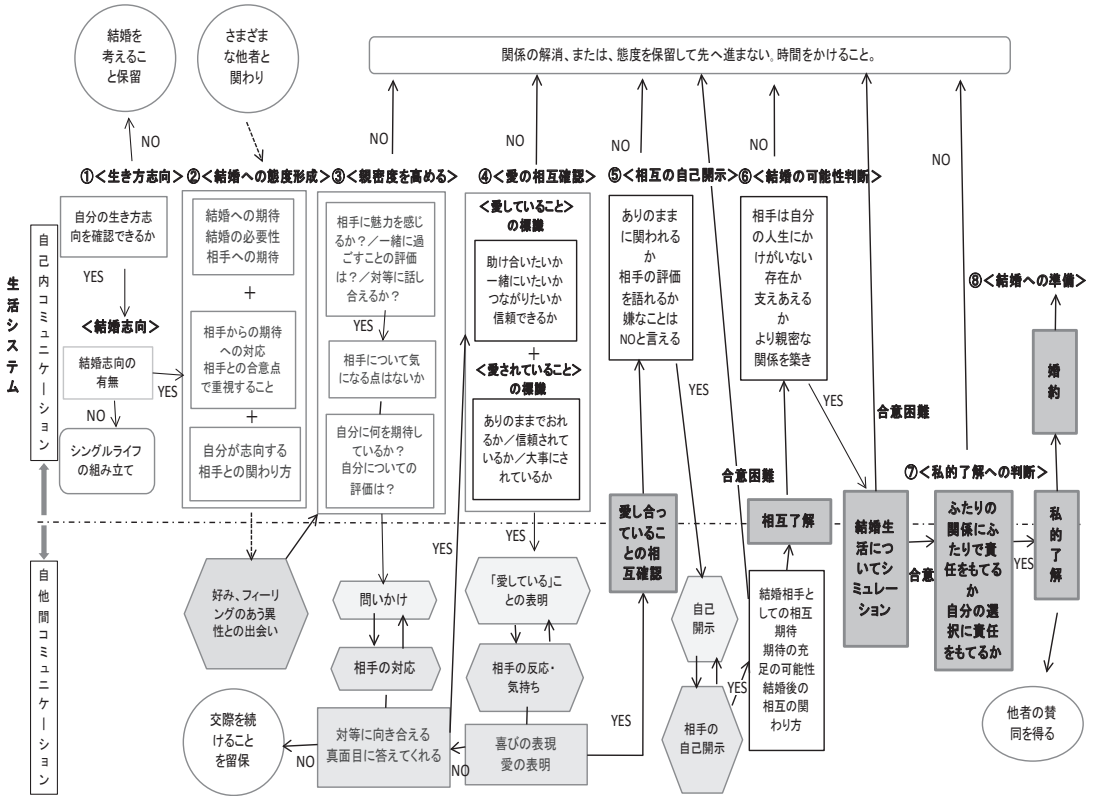 結婚を
考えるこ
と保留
さまざま
な他者と
関わり
関係の解消、または、態度を保留して先へ進まない。時間をかけること。
NO
NO
NO
NO
NO
NO
①<生き方志向>
②<結婚への態度形成>
③<親密度を高める>
④<愛の相互確認>
⑤<相互の自己開示>
⑥<結婚の可能性判断>
生活システム
自己内コミュニケーション
自他間コミュニケーション
自分の生き方志
向を確認できるか
YES
<結婚志向>
結婚志向の
有無
YES
NO
シングルライフ
の組み立て
結婚への期待
結婚の必要性
相手への期待
+
相手からの期待
への対応
相手との合意点
で重視すること
+
自分が志向する
相手との関わり方
好み、フィーリ
ングのあう異
性との出会い
相手に魅力を感じ
るか?/一緒に過
ごすことの評価
は?/対等に話し
合えるか?
YES
相手について気
になる点はないか
自分に何を期待し
ているか?
自分についての
評価は?
問いかけ
相手の対応
対等に向き合える
真面目に答えてくれる
NO
交際を続
けること
を留保
YES
<愛していること>
の標識
助け合いたいか
一緒にいたいか
つながりたいか
信頼できるか
+
<愛されていること>
の標識
ありのままでおれ
るか/信頼されて
いるか/大事にさ
れているか
YES
「愛している」こ
との表明
相手の反応・
気持ち
喜びの表現
愛の表明
NO
YES
ありのまま
に関われる
か
相手の評価
を語れるか
嫌なことは
NOと言える
YES
愛し合っ
ているこ
との相
互確認
自己
開示
相手の
自己開示
YES
合意困難
相手は自分
の人生にか
けがいない
存在か
支えあえる
か
より親密な
関係を築き
YES
相互了解
結婚相手と
しての相互
期待
期待の充
足の可能性
結婚後の
相互の関
わり方
合意困難
結婚生
活につ
いてシ
ミュレー
ション
合意
⑦<私的了解への判断>
ふたりの
関係にふ
たりで責
任をもてる
か
自分の選
択に責任
をもてるか
YES
⑧<結婚への準備>
婚約
私的了解
他者の賛
同を得る